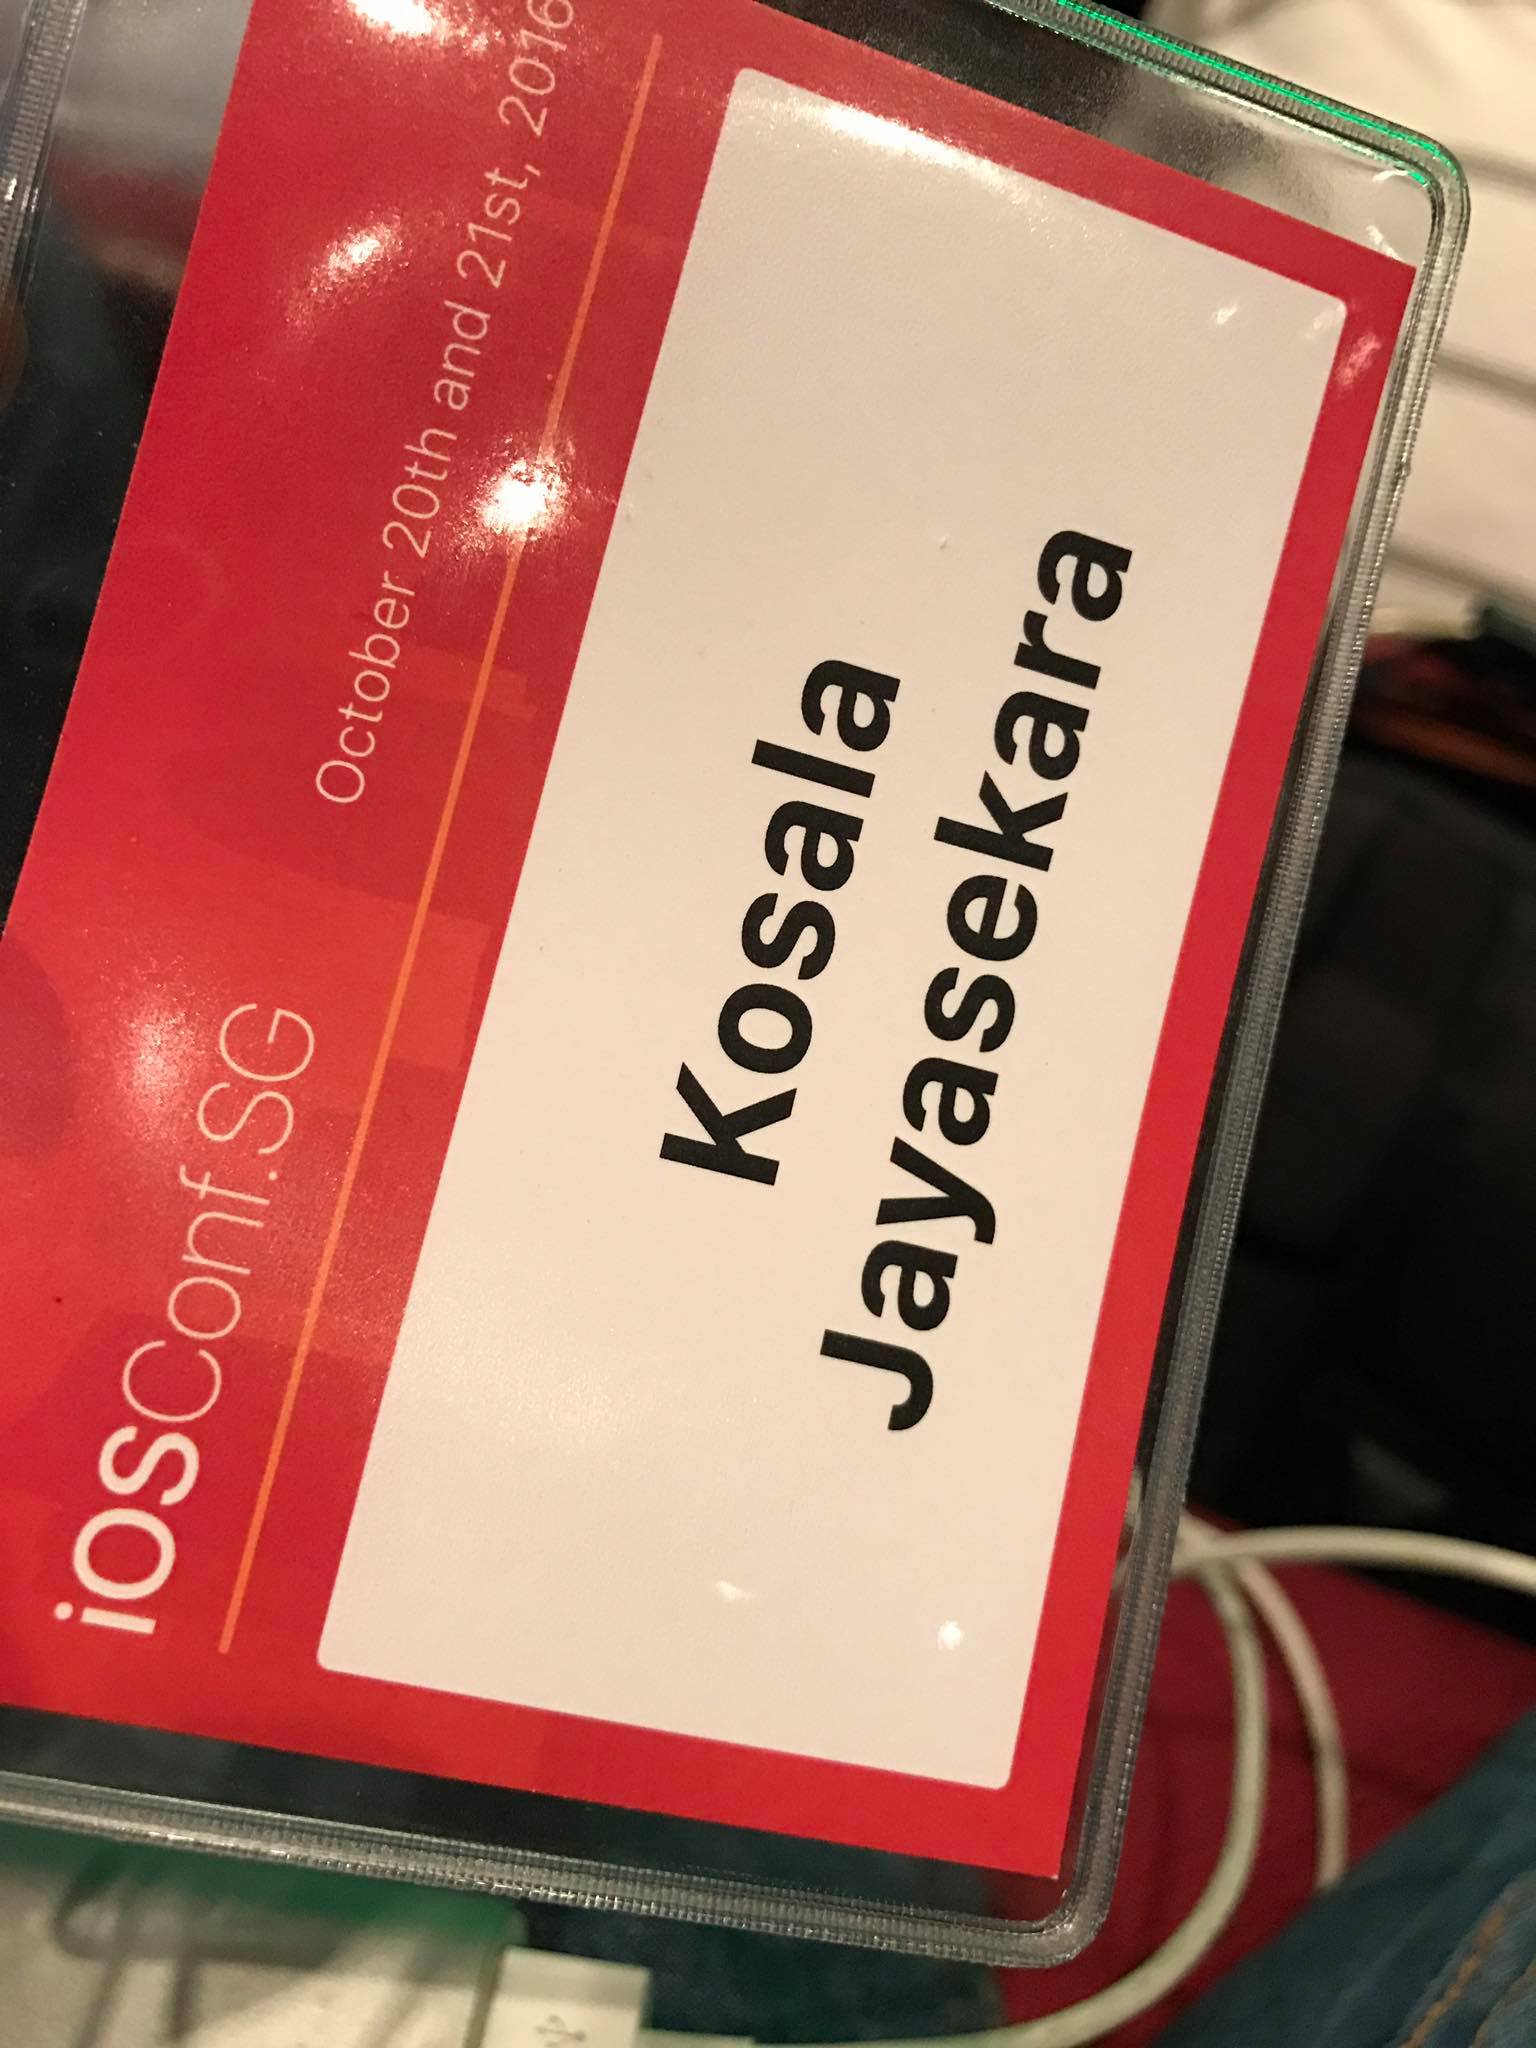 iOSConf.SG
October 20th and 21st, 2016
Kosala
Jayasekara